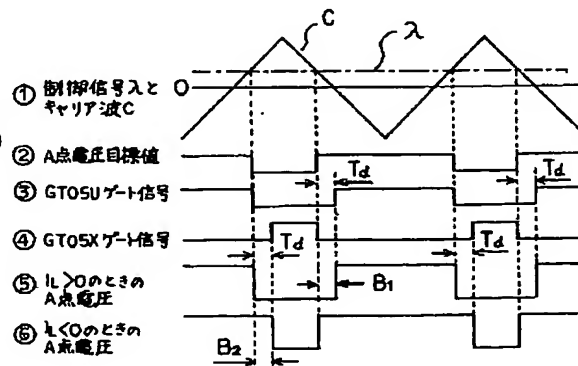 C
λ
① 制御信号λと
キャリア波C
0
② A点電圧目標値
Td
Td
③ GTO5Uゲート信号
④ GTO5Xゲート信号
Td
Td
⑤ iL>0のときの
A点電圧
B1
⑥ iL<0のときの
A点電圧
B2